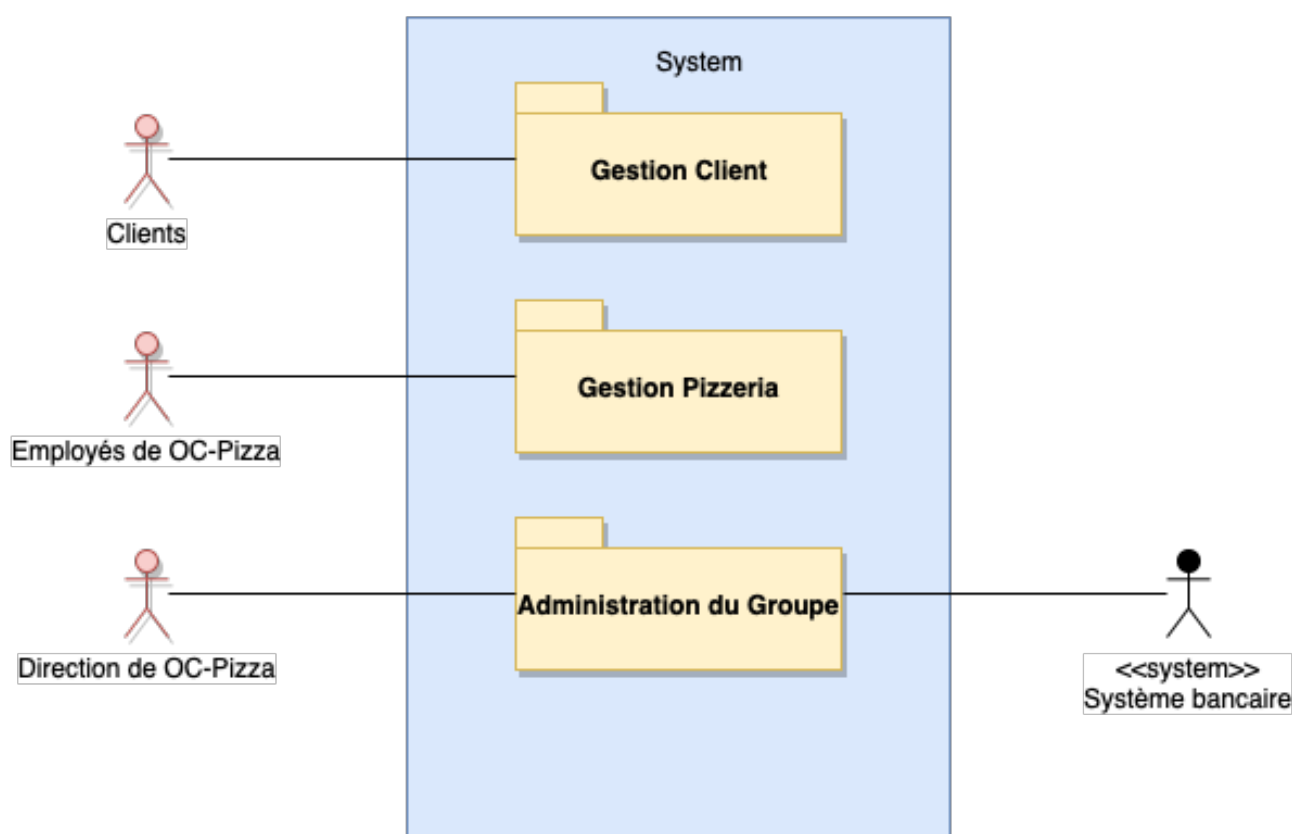 System
Gestion Client
Clients
Gestion Pizzeria
Employés de OC-Pizza
Administration du Groupe
Direction de OC-Pizza
<<system>>
Système bancaire